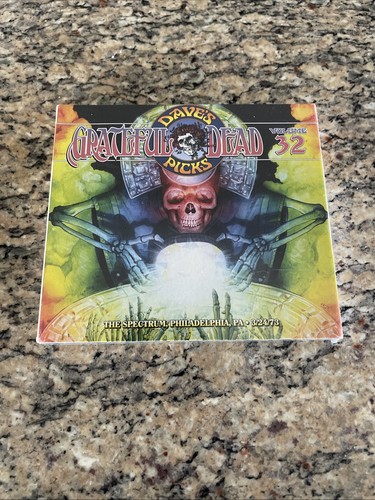 DAVE'S
GRATEFUL DEAD
PICKS
VOLUME
32
THE SPECTRUM, PHILADELPHIA, PA • 3/24/73